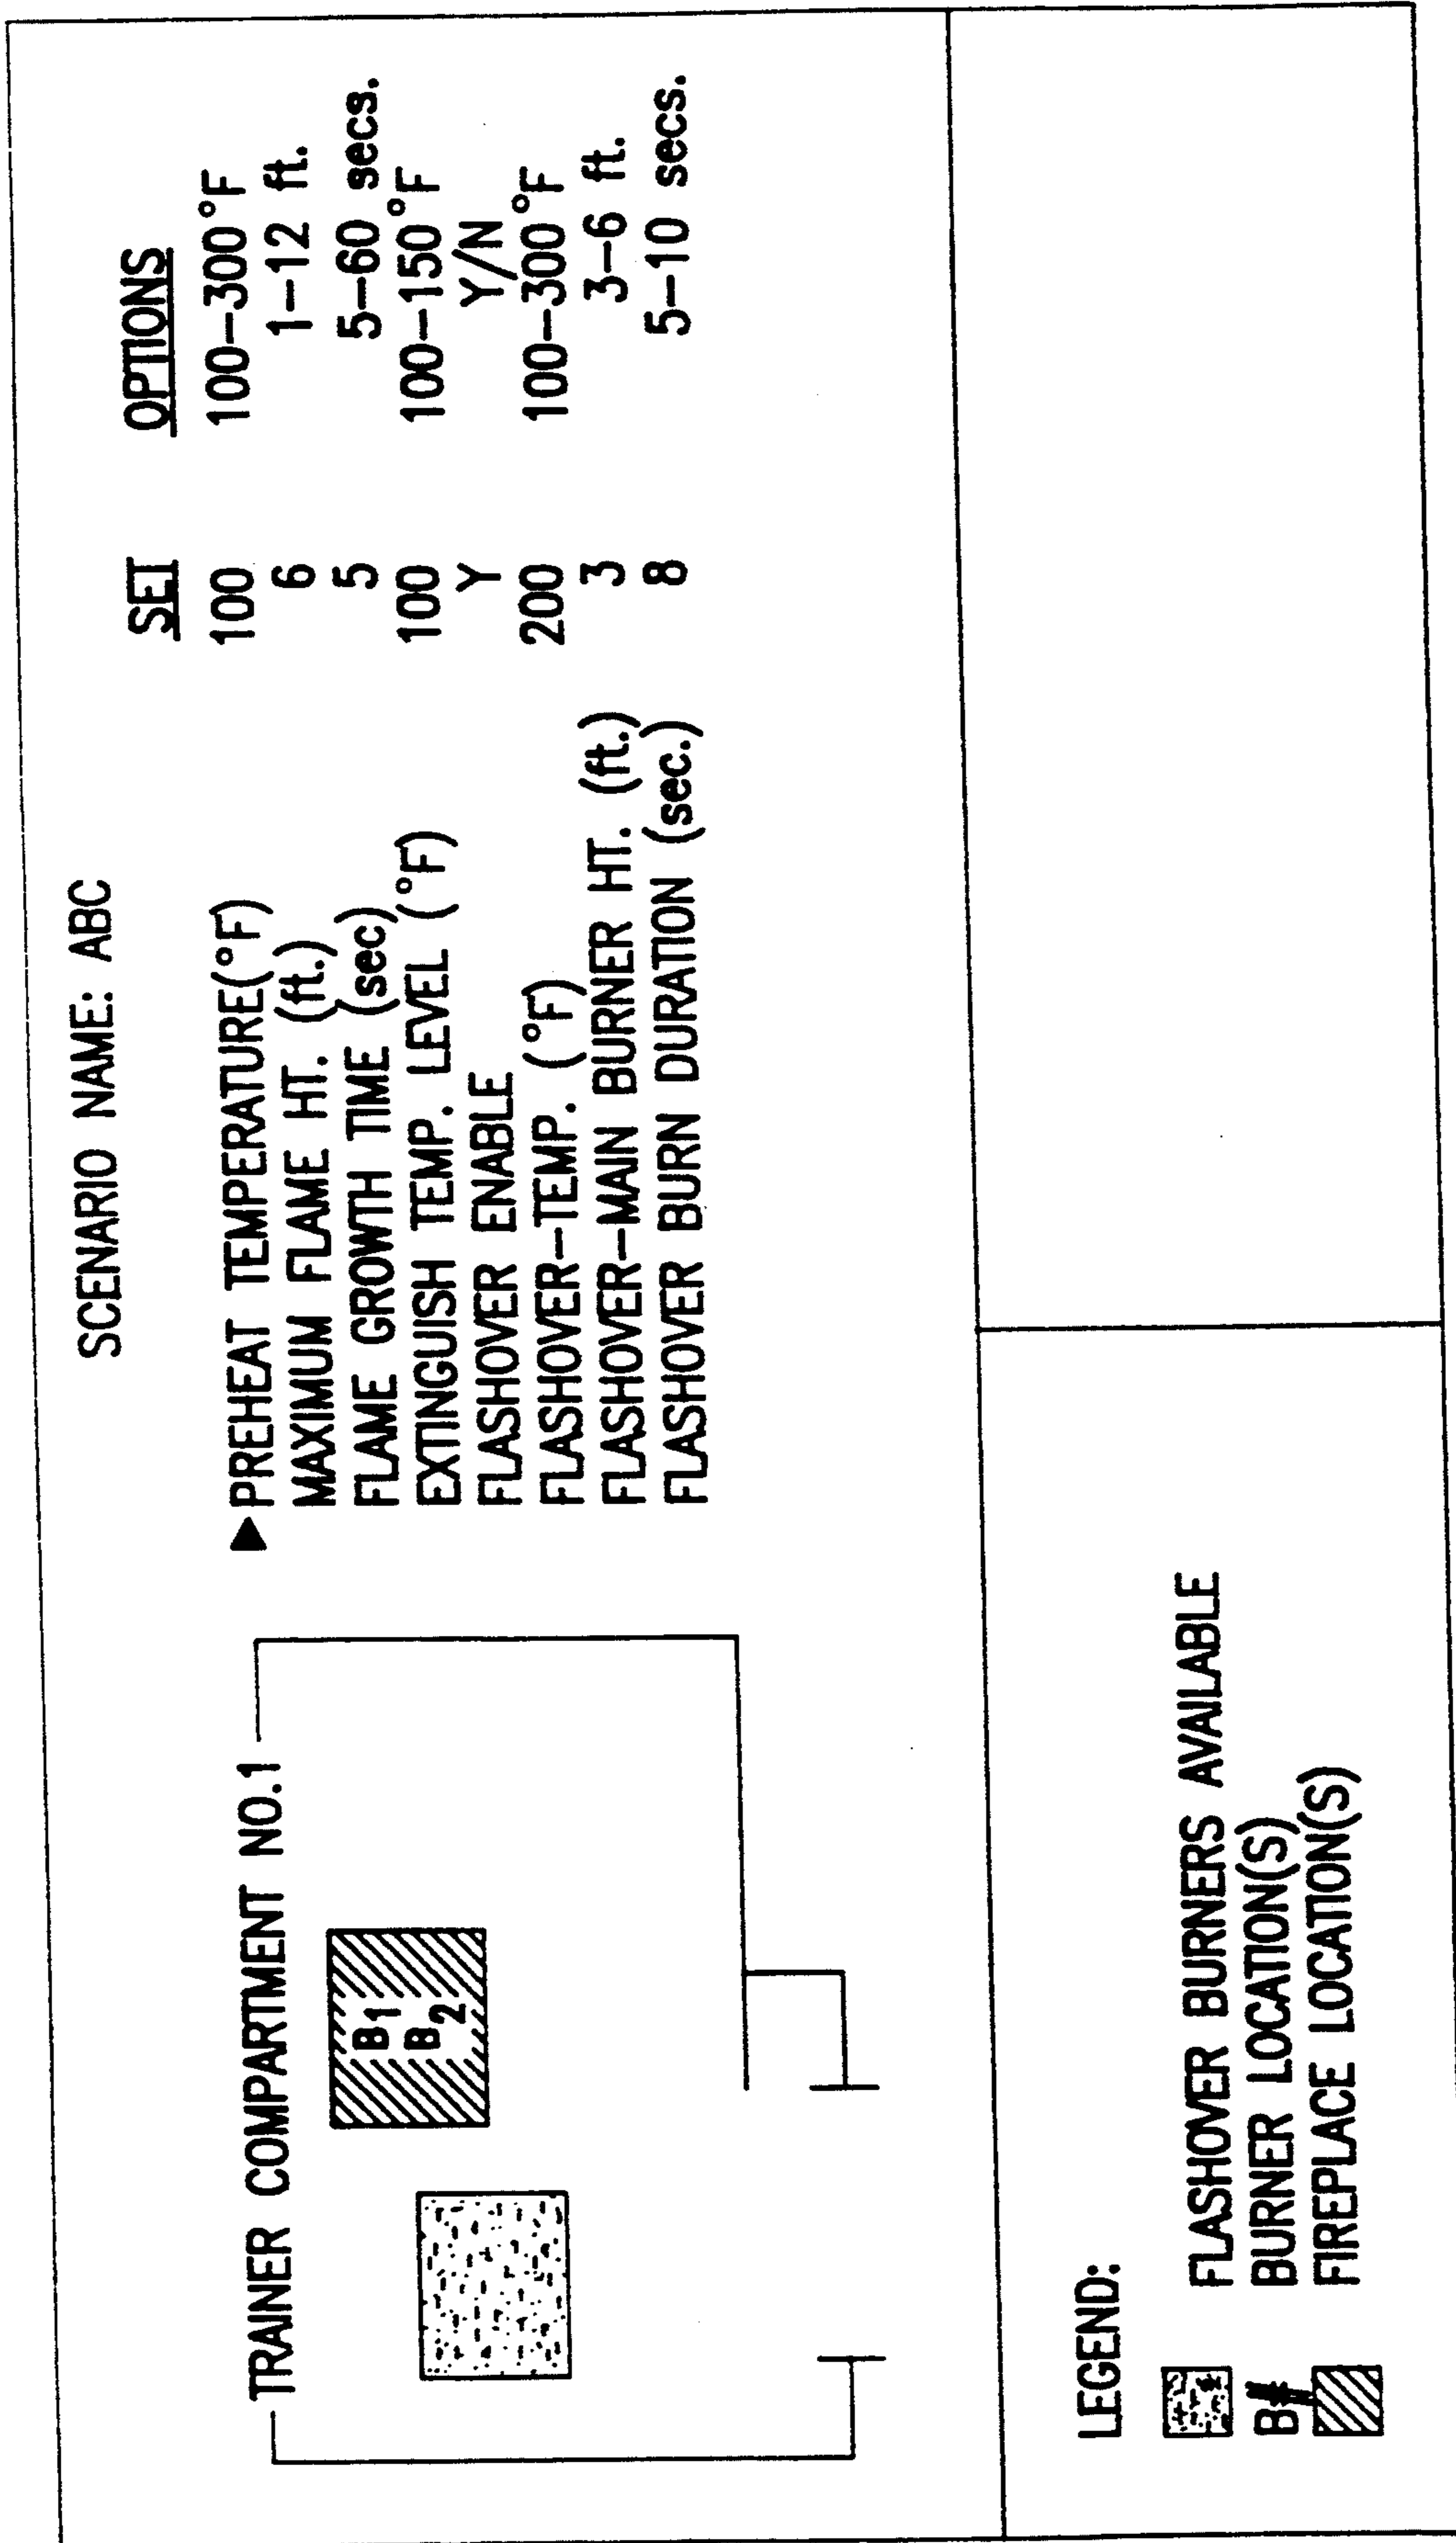 SCENARIO NAME: ABC
TRAINER COMPARTMENT NO.1
B1
B2
SET OPTIONS
▶PREHEAT TEMPERATURE(°F) 100 100–300°F
MAXIMUM FLAME HT. (ft.) 6 1–12 ft.
FLAME GROWTH TIME (sec) 5 5–60 secs.
EXTINGUISH TEMP. LEVEL (°F) 100 100–150°F
FLASHOVER ENABLE Y Y/N
FLASHOVER–TEMP. (°F) 200 100–300°F
FLASHOVER–MAIN BURNER HT. (ft.) 3 3–6 ft.
FLASHOVER BURN DURATION (sec.) 8 5–10 secs.
LEGEND:
FLASHOVER BURNERS AVAILABLE
B# BURNER LOCATION(S)
FIREPLACE LOCATION(S)